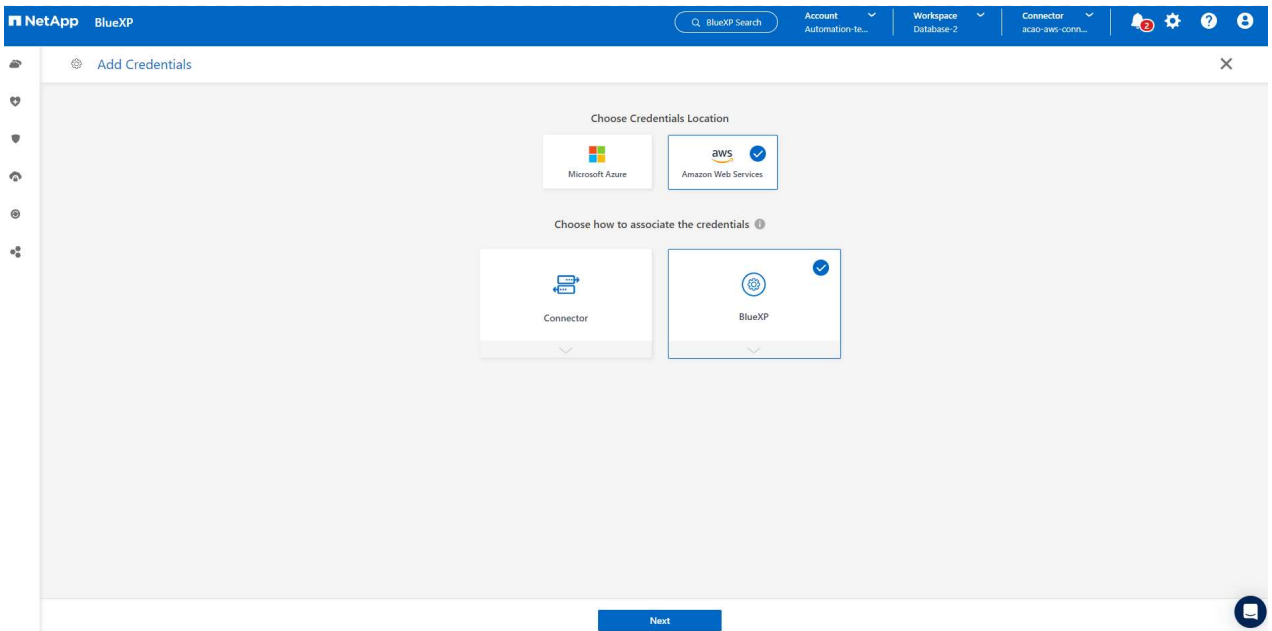 NetApp BlueXP
BlueXP Search
Account
Automation-te...
Workspace
Database-2
Connector
acao-aws-conn...
2
Add Credentials
Choose Credentials Location
Microsoft Azure
aws
Amazon Web Services
Choose how to associate the credentials
Connector
BlueXP
Next